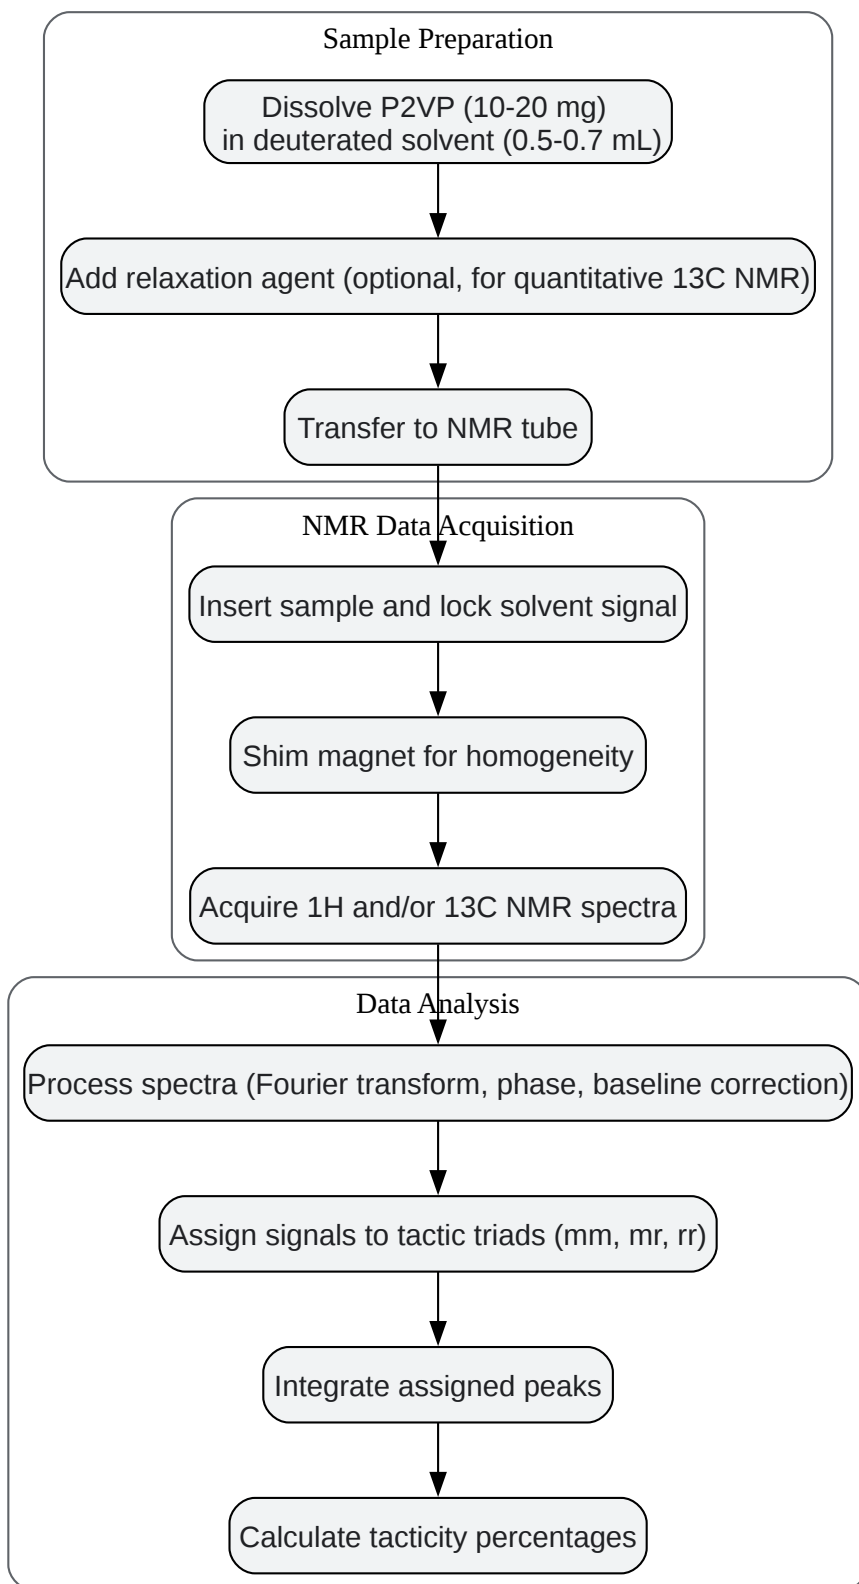 Sample Preparation
Dissolve P2VP (10-20 mg)
in deuterated solvent (0.5-0.7 mL)
Add relaxation agent (optional, for quantitative 13C NMR)
Transfer to NMR tube
NMR Data Acquisition
Insert sample and lock solvent signal
Shim magnet for homogeneity
Acquire 1H and/or 13C NMR spectra
Data Analysis
Process spectra (Fourier transform, phase, baseline correction)
Assign signals to tactic triads (mm, mr, rr)
Integrate assigned peaks
Calculate tacticity percentages